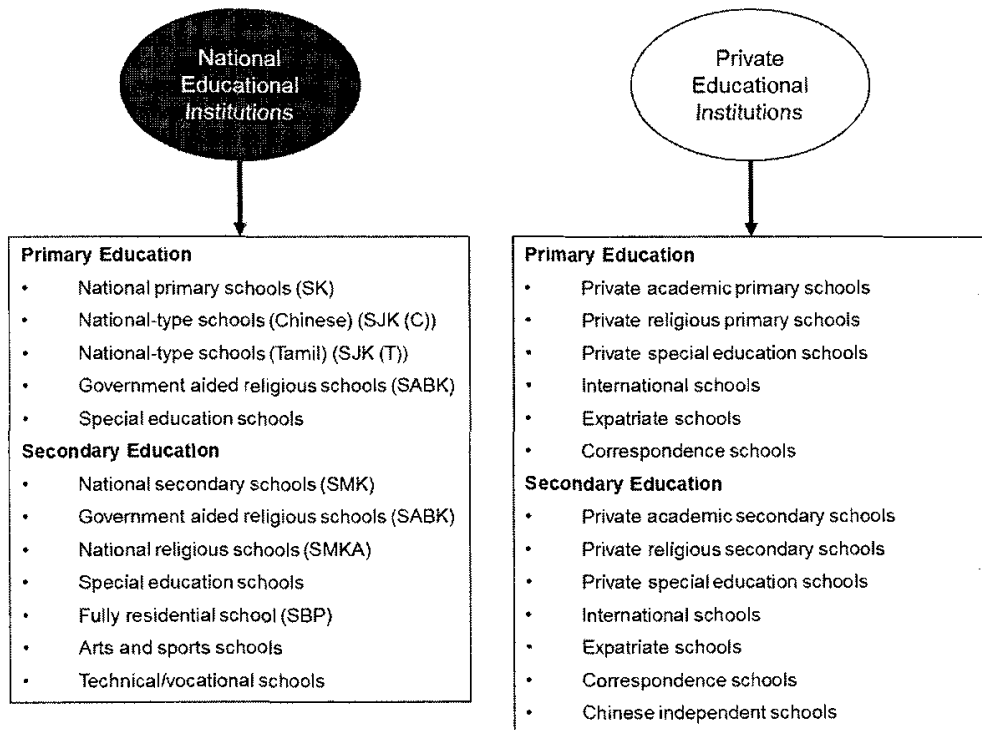 National
Educational
Institutions
Primary Education
• National primary schools (SK)
• National-type schools (Chinese) (SJK (C))
• National-type schools (Tamil) (SJK (T))
• Government aided religious schools (SABK)
• Special education schools
Secondary Education
• National secondary schools (SMK)
• Government aided religious schools (SABK)
• National religious schools (SMKA)
• Special education schools
• Fully residential school (SBP)
• Arts and sports schools
• Technical/vocational schools
Private
Educational
Institutions
Primary Education
• Private academic primary schools
• Private religious primary schools
• Private special education schools
• International schools
• Expatriate schools
• Correspondence schools
Secondary Education
• Private academic secondary schools
• Private religious secondary schools
• Private special education schools
• International schools
• Expatriate schools
• Correspondence schools
• Chinese independent schools